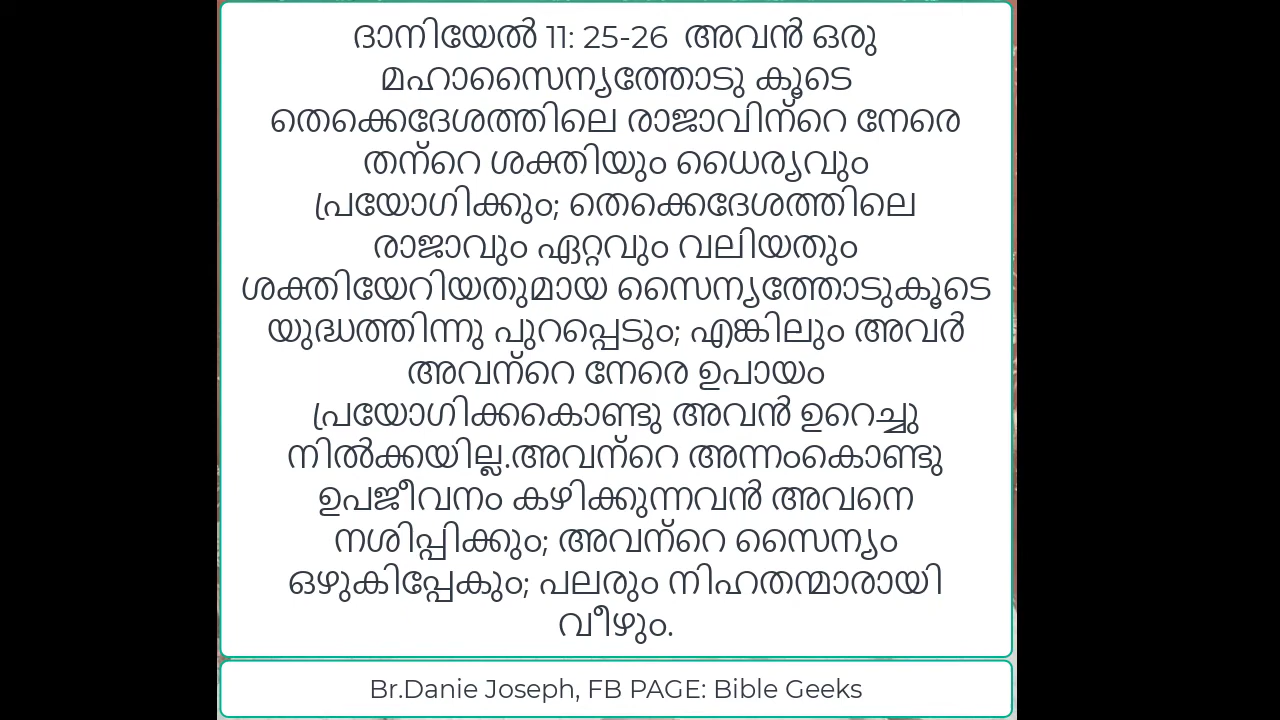 ദാനിയേൽ 11: 25-26  അവൻ ഒരു
മഹാസൈന്യത്തോടു കൂടെ
തെക്കെദേശത്തിലെ രാജാവിന്റെ നേരെ
തന്റെ ശക്തിയും ധൈര്യവും
പ്രയോഗിക്കും; തെക്കെദേശത്തിലെ
രാജാവും ഏറ്റവും വലിയതും
ശക്തിയേറിയതുമായ സൈന്യത്തോടുകൂടെ
യുദ്ധത്തിന്നു പുറപ്പെടും; എങ്കിലും അവർ
അവന്റെ നേരെ ഉപായം
പ്രയോഗിക്കകൊണ്ടു അവൻ ഉറെച്ചു
നിൽക്കയില്ല.അവന്റെ അന്നംകൊണ്ടു
ഉപജീവനം കഴിക്കുന്നവൻ അവനെ
നശിപ്പിക്കും; അവന്റെ സൈന്യം
ഒഴുകിപ്പേകും; പലരും നിഹതന്മാരായി
വീഴും.
Br.Danie Joseph, FB PAGE: Bible Geeks